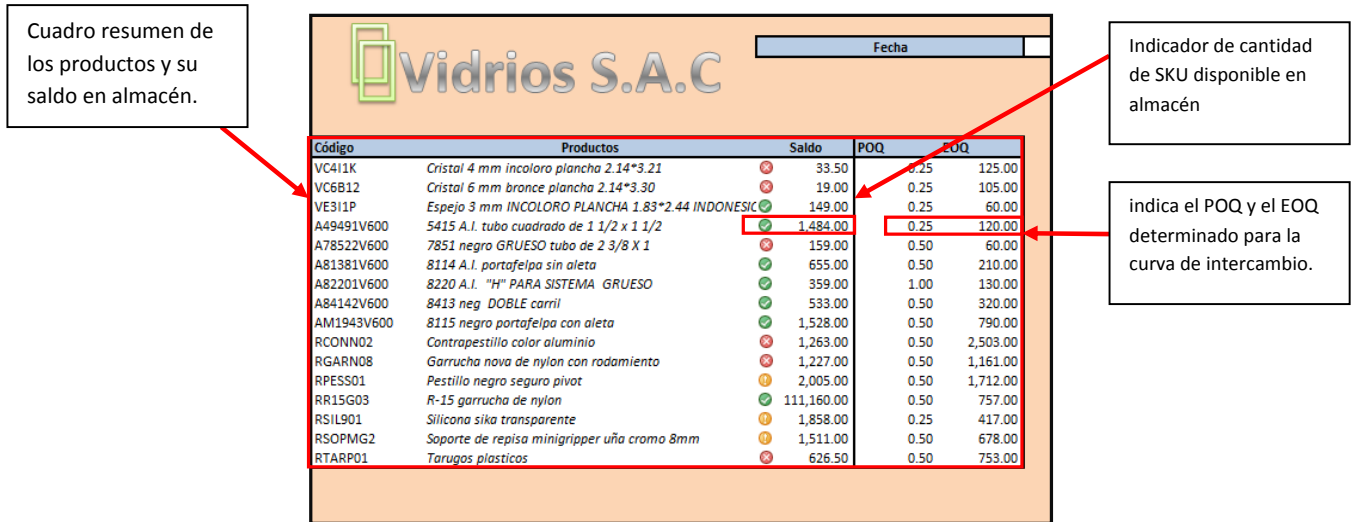 Cuadro resumen de
los productos y su
saldo en almacén.
Vidrios S.A.C
Fecha
Indicador de cantidad
de SKU disponible en
almacén
indica el POQ y el EOQ
determinado para la
curva de intercambio.
Código Productos Saldo POQ EOQ
VC4I1K Cristal 4 mm incoloro plancha 2.14*3.21 33.50 0.25 125.00
VC6B12 Cristal 6 mm bronce plancha 2.14*3.30 19.00 0.25 105.00
VE3I1P Espejo 3 mm INCOLORO PLANCHA 1.83*2.44 INDONESIC 149.00 0.25 60.00
A49491V600 5415 A.I. tubo cuadrado de 1 1/2 x 1 1/2 1,484.00 0.25 120.00
A78522V600 7851 negro GRUESO tubo de 2 3/8 X 1 159.00 0.50 60.00
A81381V600 8114 A.I. portafelpa sin aleta 655.00 0.50 210.00
A82201V600 8220 A.I. "H" PARA SISTEMA GRUESO 359.00 1.00 130.00
A84142V600 8413 neg DOBLE carril 533.00 0.50 320.00
AM1943V600 8115 negro portafelpa con aleta 1,528.00 0.50 790.00
RCONN02 Contrapestillo color aluminio 1,263.00 0.50 2,503.00
RGARN08 Garrucha nova de nylon con rodamiento 1,227.00 0.50 1,161.00
RPESS01 Pestillo negro seguro pivot 2,005.00 0.50 1,712.00
RR15G03 R-15 garrucha de nylon 111,160.00 0.50 757.00
RSIL901 Silicona sika transparente 1,858.00 0.25 417.00
RSOPMG2 Soporte de repisa minigripper uña cromo 8mm 1,511.00 0.50 678.00
RTARP01 Tarugos plasticos 626.50 0.50 753.00